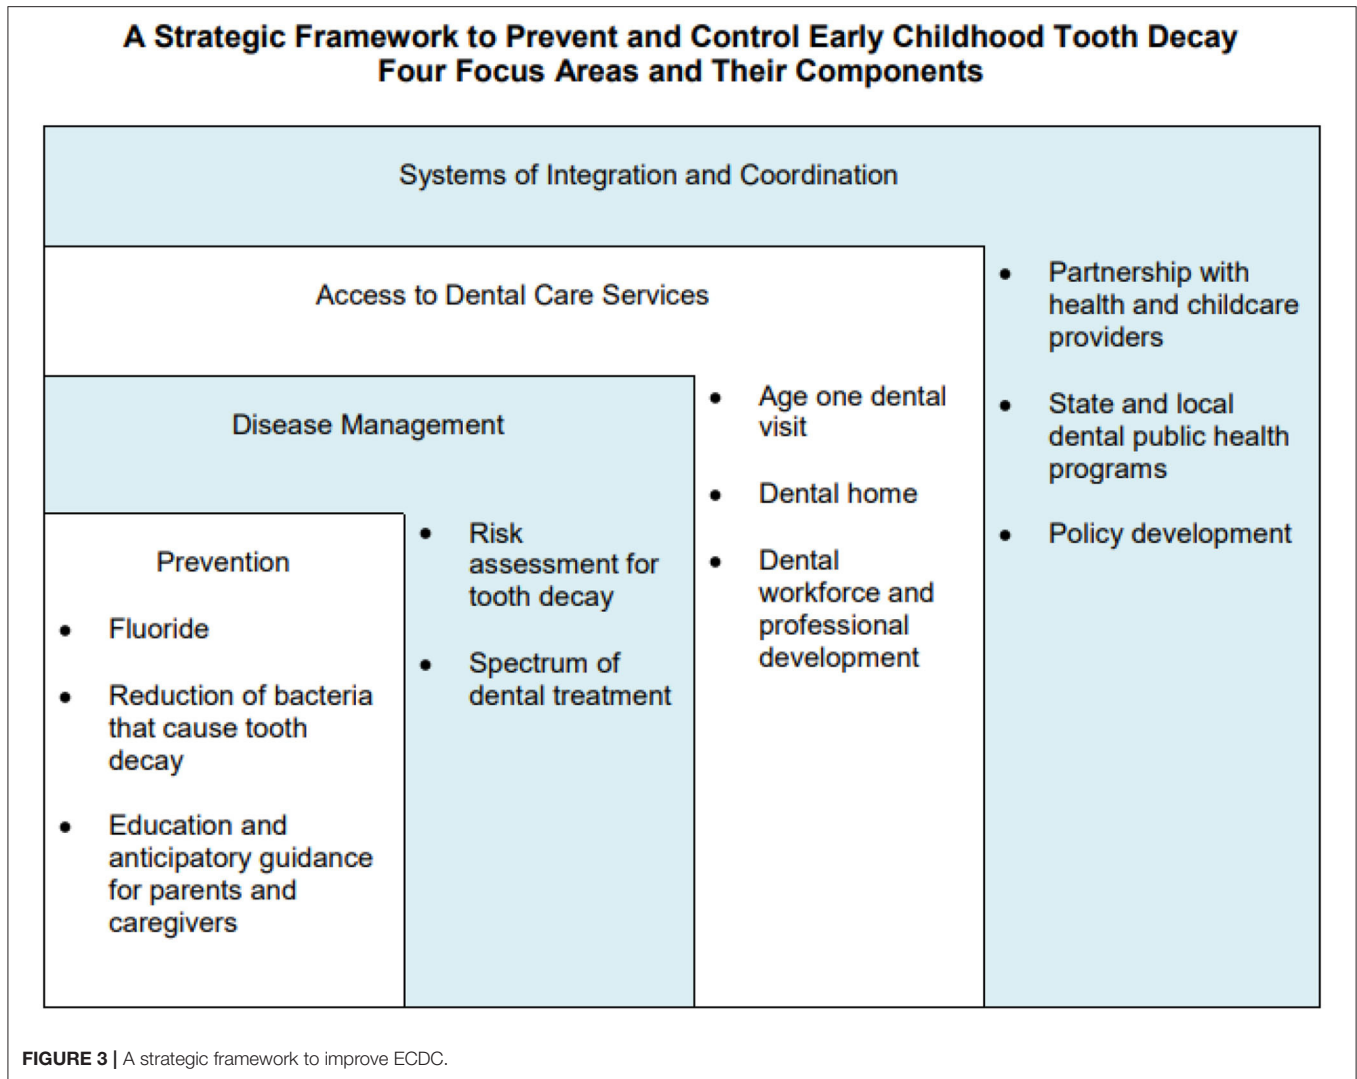 A Strategic Framework to Prevent and Control Early Childhood Tooth Decay
Four Focus Areas and Their Components
Systems of Integration and Coordination
Access to Dental Care Services
Disease Management
Prevention
• Fluoride
• Reduction of bacteria
that cause tooth
decay
• Education and
anticipatory guidance
for parents and
caregivers
• Risk
assessment for
tooth decay
• Spectrum of
dental treatment
• Age one dental
visit
• Dental home
• Dental
workforce and
professional
development
• Partnership with
health and childcare
providers
• State and local
dental public health
programs
• Policy development
FIGURE 3 | A strategic framework to improve ECDC.